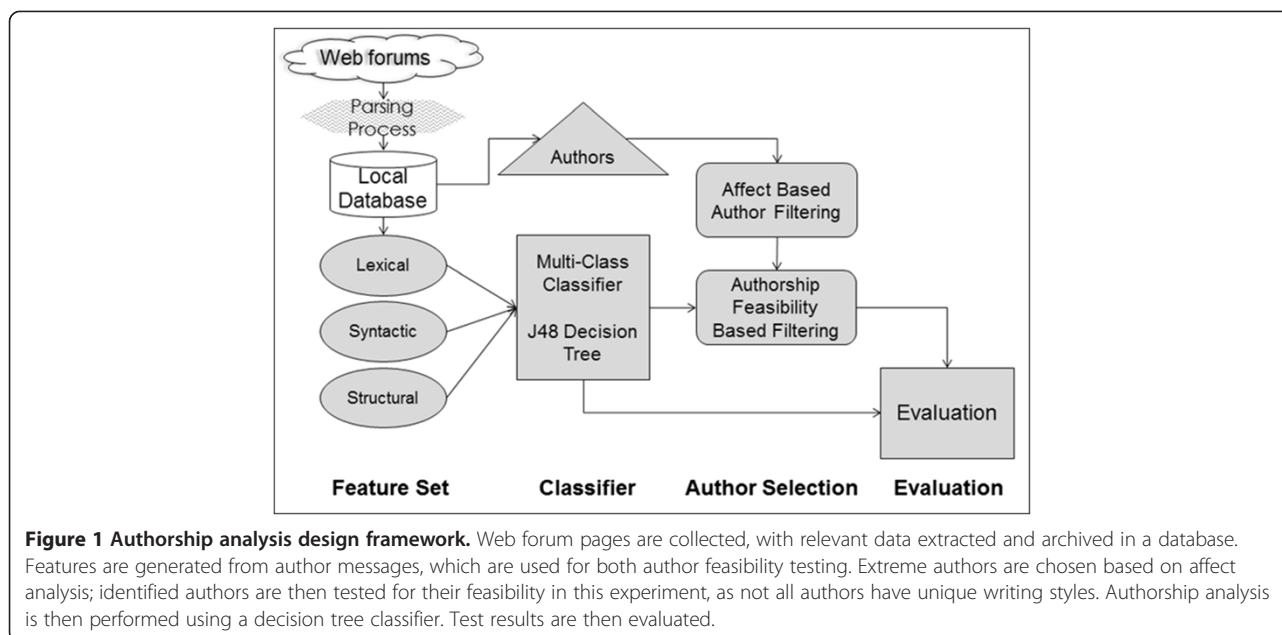 Web forums
Parsing
Process
Local
Database
Authors
Affect Based
Author Filtering
Lexical
Syntactic
Structural
Multi-Class
Classifier
J48 Decision
Tree
Authorship
Feasibility
Based Filtering
Evaluation
Feature Set
Classifier
Author Selection
Evaluation
Figure 1 Authorship analysis design framework. Web forum pages are collected, with relevant data extracted and archived in a database.
Features are generated from author messages, which are used for both author feasibility testing. Extreme authors are chosen based on affect
analysis; identified authors are then tested for their feasibility in this experiment, as not all authors have unique writing styles. Authorship analysis
is then performed using a decision tree classifier. Test results are then evaluated.